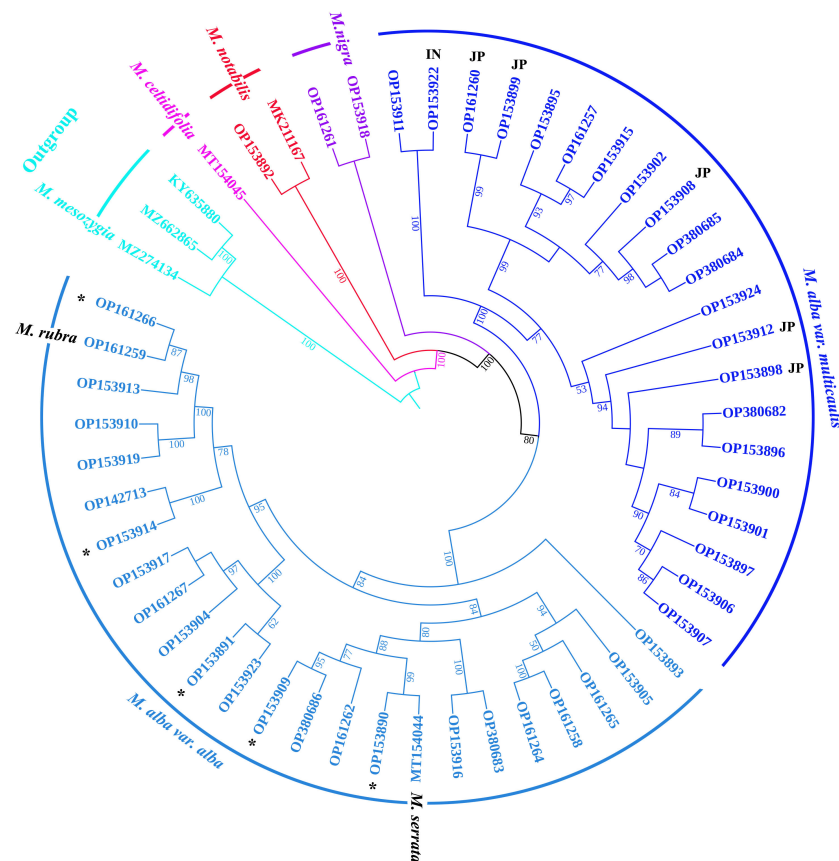 Outgroup
M. mesozygia
M. celtidifolia
M. notabilis
M.nigra
M. alba var. multicaulis
M. alba var. alba
M. rubra
M. serrata
MZ274134
MZ662865
KY635880
MT154045
OP153892
MK211167
OP161261
OP153918
OP153911
OP153922 IN
OP161260 JP
OP153899 JP
OP153895
OP161257
OP153915
OP153902
OP153908 JP
OP380685
OP380684
OP153924
OP153912 JP
OP153898 JP
OP380682
OP153896
OP153900
OP153901
OP153897
OP153906
OP153907
OP153893
OP153905
OP161265
OP161258
OP161264
OP380683
OP153916
MT154044
OP153890 *
OP161262
OP380686
OP153909 *
OP153923
OP153891 *
OP153904
OP161267
OP153917
OP153914 *
OP142713
OP153919
OP153910
OP153913
OP161259
OP161266 *
100
100
100
100
100
80
100
100
77
99
99
93
97
77
98
53
94
89
84
90
70
86
100
84
84
94
50
100
80
100
88
99
77
95
95
78
100
97
62
100
98
87
100
100